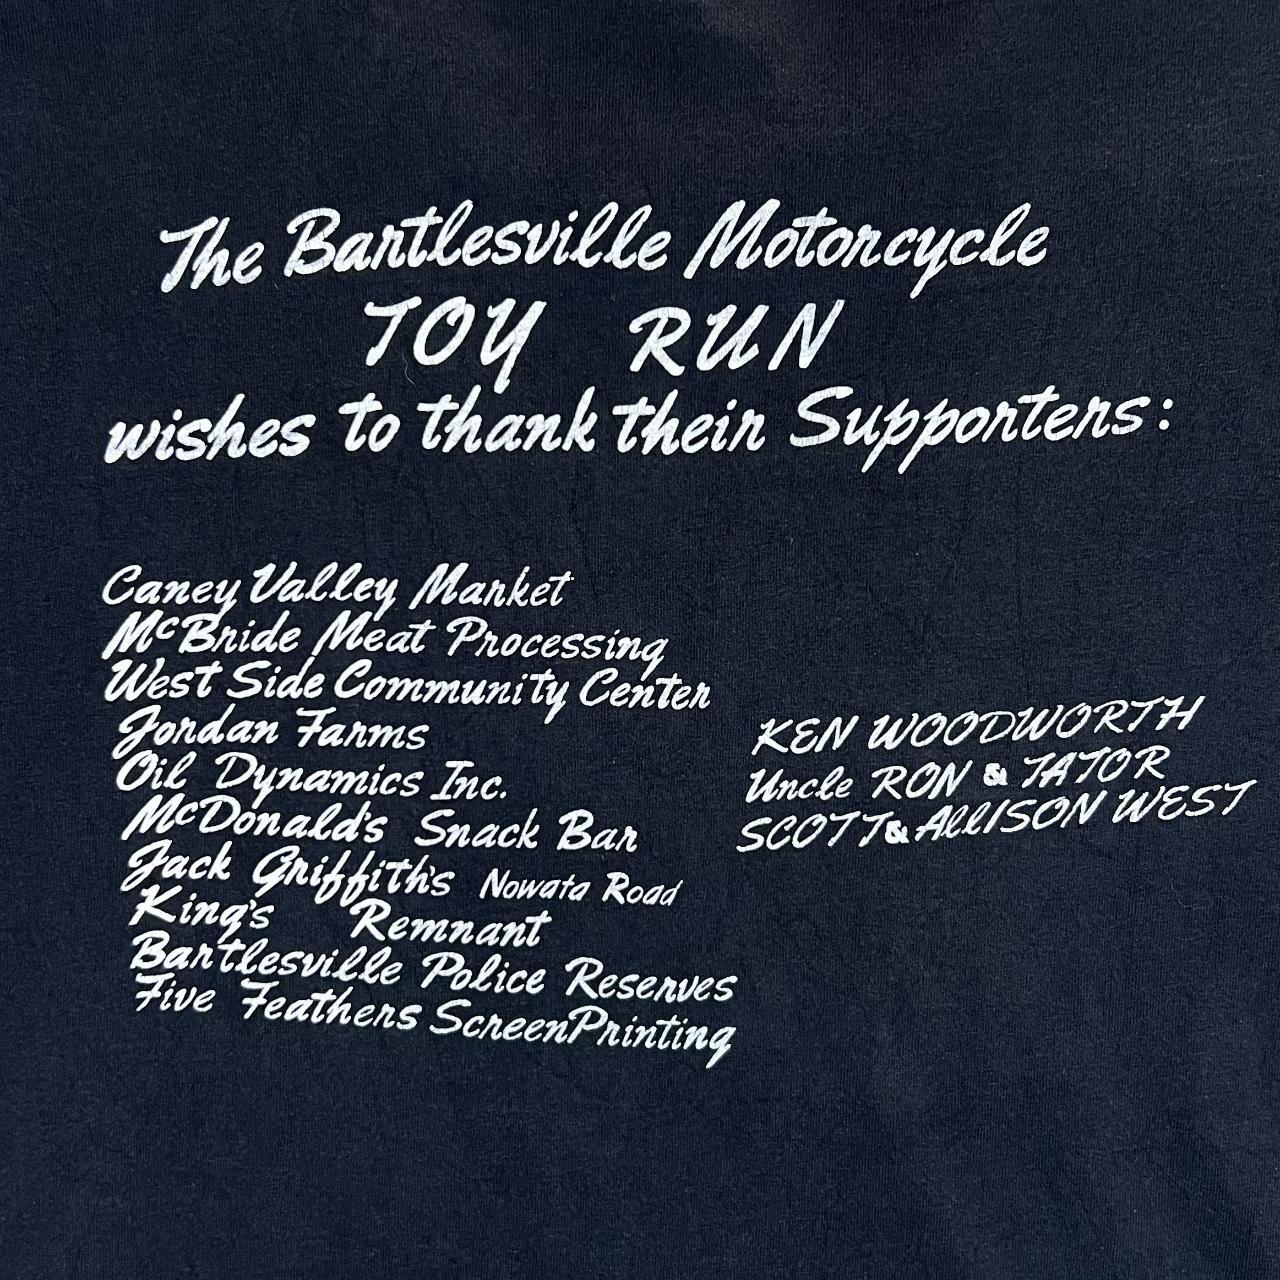 The Bartlesville Motorcycle
TOY RUN
wishes to thank their Supporters:
Caney Valley Market
McBride Meat Processing
West Side Community Center
Jordan Farms
Oil Dynamics Inc.
McDonald's Snack Bar
Jack Griffith's Nowata Road
King's Remnant
Bartlesville Police Reserves
Five Feathers ScreenPrinting
KEN WOODWORTH
Uncle RON & TATOR
SCOTT & AllISON WEST